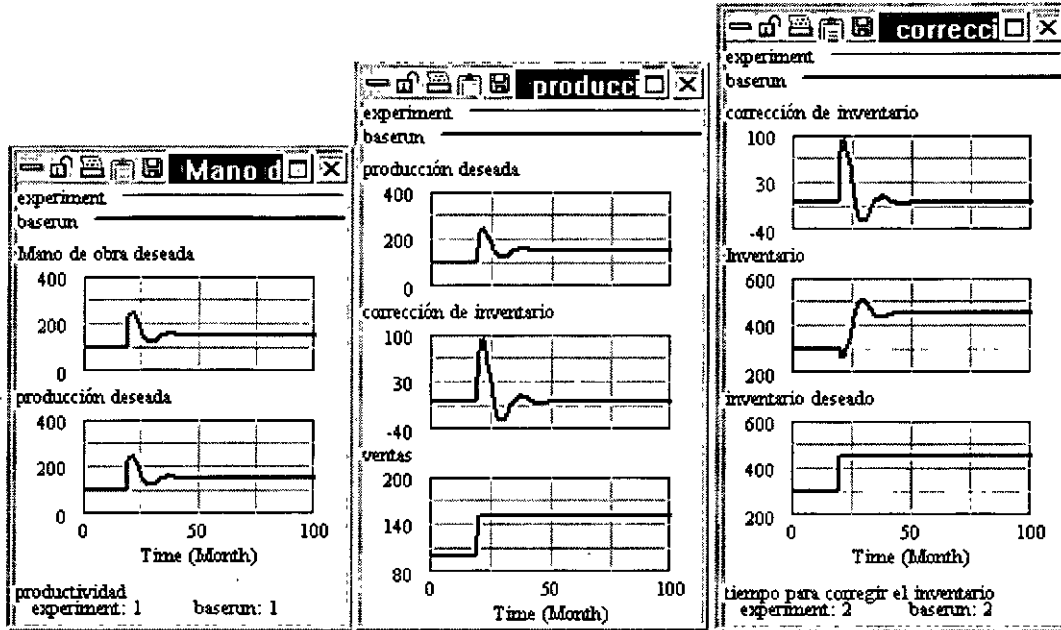 Mano d
experiment
baserun
Mano de obra deseada
400
200
0
producción deseada
400
200
0
0 50 100
Time (Month)
productividad
experiment: 1 baserun: 1
producci
experiment
baserun
producción deseada
400
200
0
corrección de inventario
100
30
-40
ventas
200
140
80
0 50 100
Time (Month)
correcci
experiment
baserun
corrección de inventario
100
30
-40
Inventario
600
400
200
inventario deseado
600
400
200
0 50 100
Time (Month)
tiempo para corregir el inventario
experiment: 2 baserun: 2